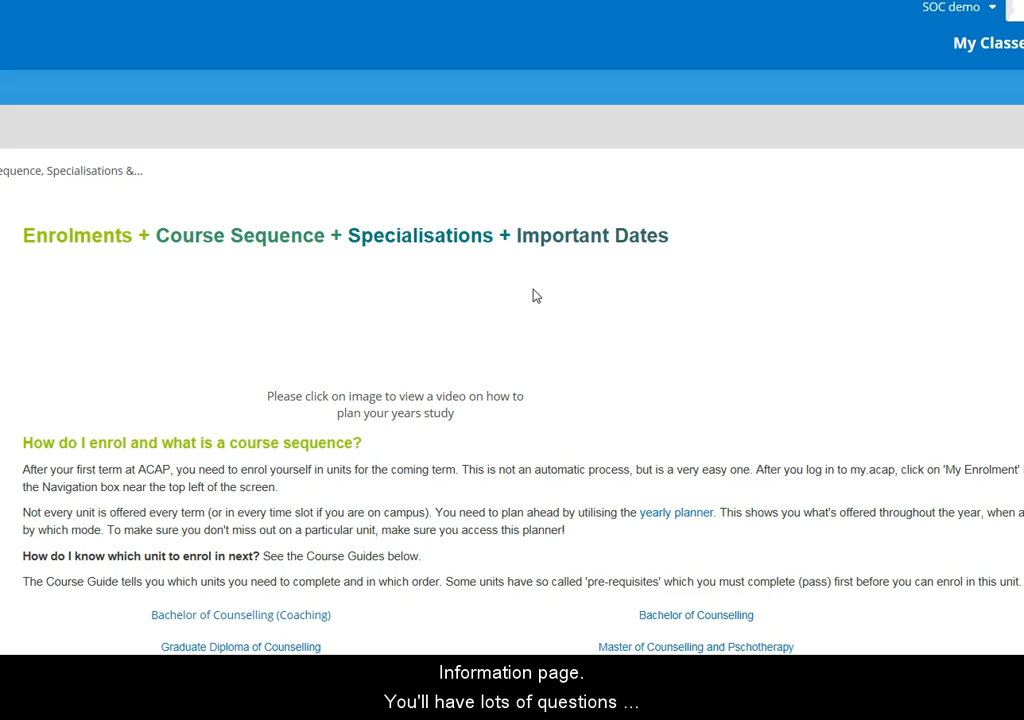 SOC demo
My Classe
equence, Specialisations &...
Enrolments + Course Sequence + Specialisations + Important Dates
Please click on image to view a video on how to
plan your years study
How do I enrol and what is a course sequence?
After your first term at ACAP, you need to enrol yourself in units for the coming term. This is not an automatic process, but is a very easy one. After you log in to my.acap, click on 'My Enrolment'
the Navigation box near the top left of the screen.
Not every unit is offered every term (or in every time slot if you are on campus). You need to plan ahead by utilising the yearly planner. This shows you what's offered throughout the year, when a
by which mode. To make sure you don't miss out on a particular unit, make sure you access this planner!
How do I know which unit to enrol in next? See the Course Guides below.
The Course Guide tells you which units you need to complete and in which order. Some units have so called 'pre-requisites' which you must complete (pass) first before you can enrol in this unit.
Bachelor of Counselling (Coaching)
Bachelor of Counselling
Graduate Diploma of Counselling
Master of Counselling and Pschotherapy
Information page.
You'll have lots of questions ...